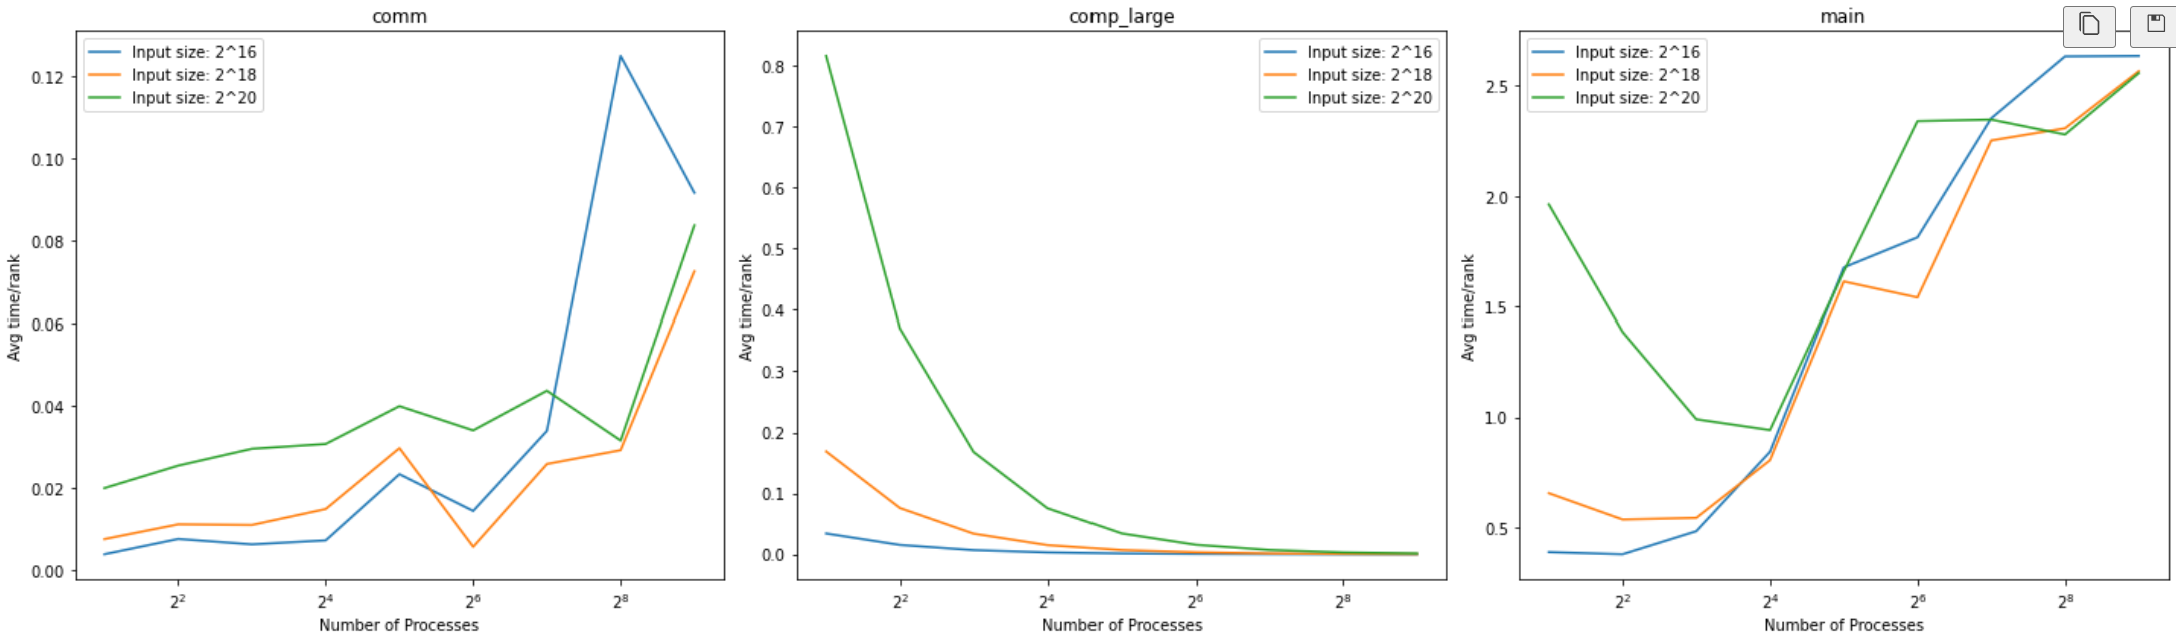 comm
Input size: 2^16
Input size: 2^18
Input size: 2^20
0.12
0.10
0.08
0.06
0.04
0.02
0.00
Avg time/rank
2² 2⁴ 2⁶ 2⁸
Number of Processes
comp_large
Input size: 2^16
Input size: 2^18
Input size: 2^20
0.8
0.7
0.6
0.5
0.4
0.3
0.2
0.1
0.0
Avg time/rank
2² 2⁴ 2⁶ 2⁸
Number of Processes
main
Input size: 2^16
Input size: 2^18
Input size: 2^20
2.5
2.0
1.5
1.0
0.5
Avg time/rank
2² 2⁴ 2⁶ 2⁸
Number of Processes